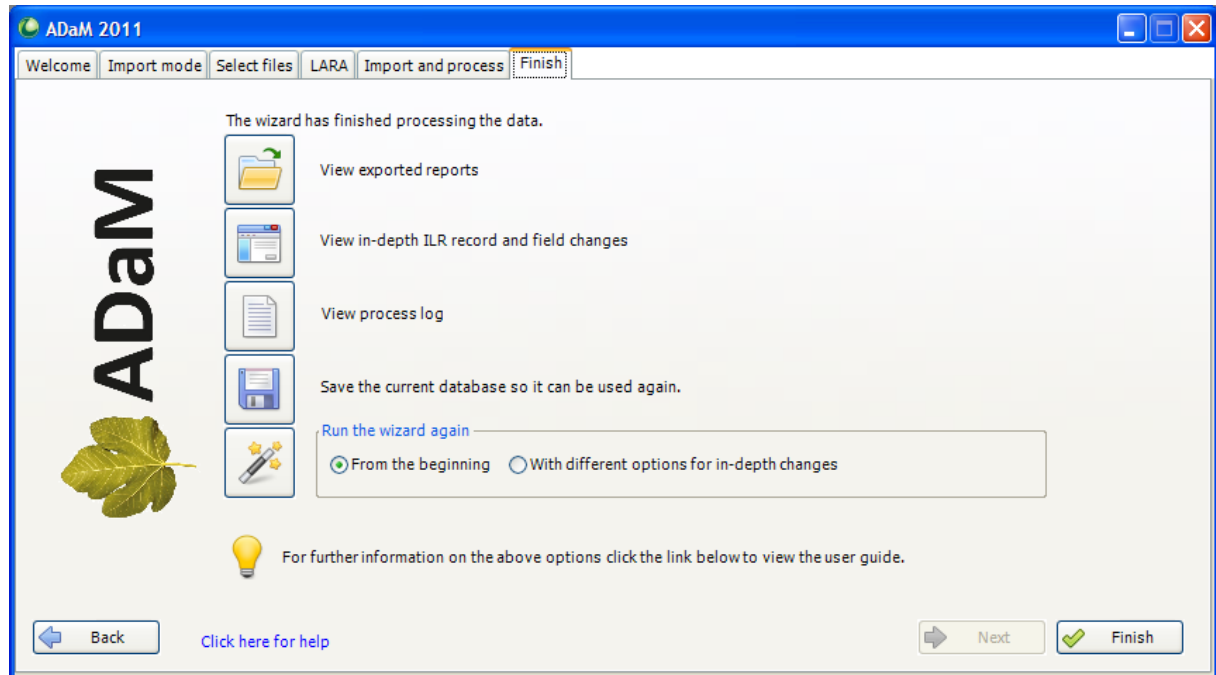 ADaM 2011
Welcome Import mode Select files LARA Import and process Finish
The wizard has finished processing the data.
View exported reports
View in-depth ILR record and field changes
View process log
Save the current database so it can be used again.
Run the wizard again
From the beginning With different options for in-depth changes
ADaM
For further information on the above options click the link below to view the user guide.
Back Click here for help Next Finish